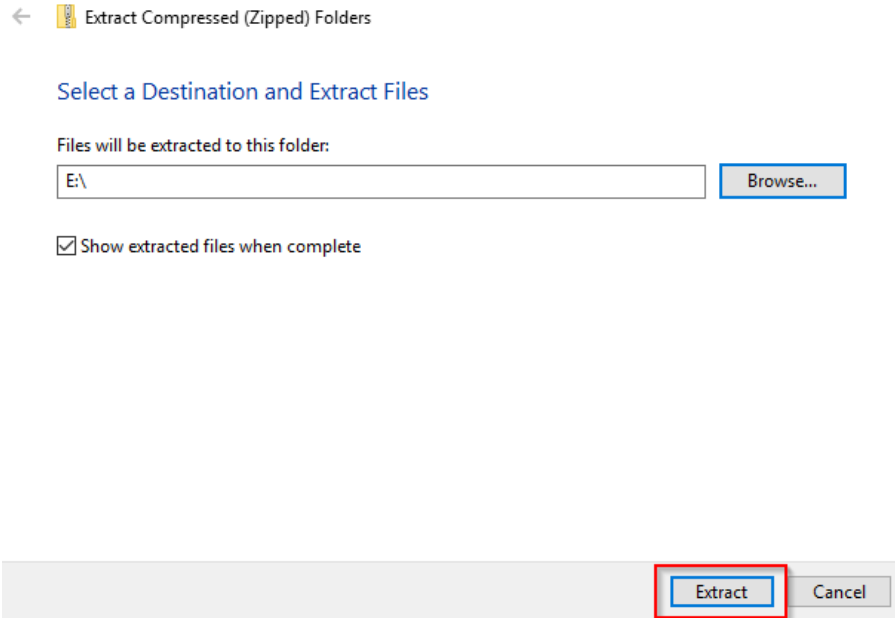 Extract Compressed (Zipped) Folders
Select a Destination and Extract Files
Files will be extracted to this folder:
E:\
Browse...
Show extracted files when complete
Extract
Cancel